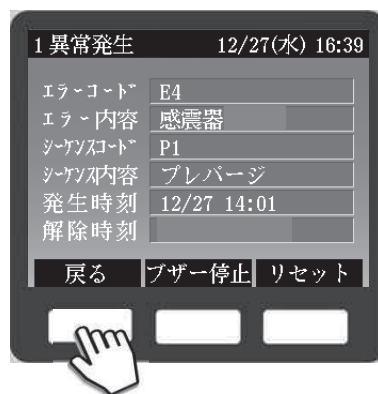 1 異常発生 12/27(水) 16:39
エラーコード E4
エラー内容 感震器
シーケンスコード P1
シーケンス内容 プレパージ
発生時刻 12/27 14:01
解除時刻
戻る ブザー停止 リセット